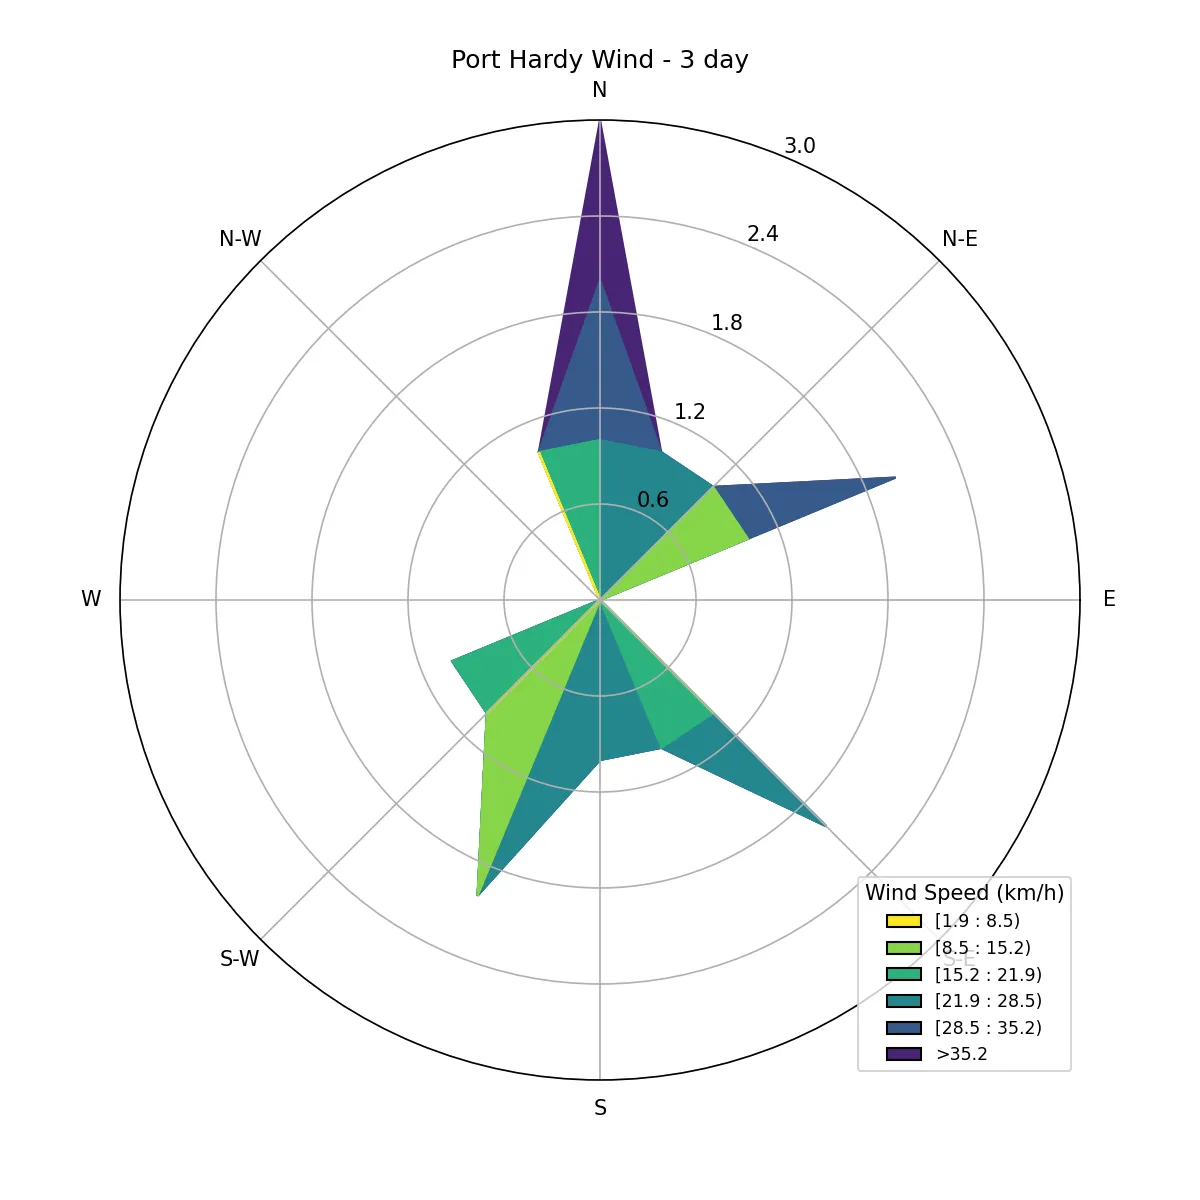 Port Hardy Wind - 3 day
N
3.0
N-W
2.4
N-E
1.8
1.2
0.6
W
E
Wind Speed (km/h)
[1.9 : 8.5)
[8.5 : 15.2)
S-W
S-E
[15.2 : 21.9)
[21.9 : 28.5)
[28.5 : 35.2)
>35.2
S